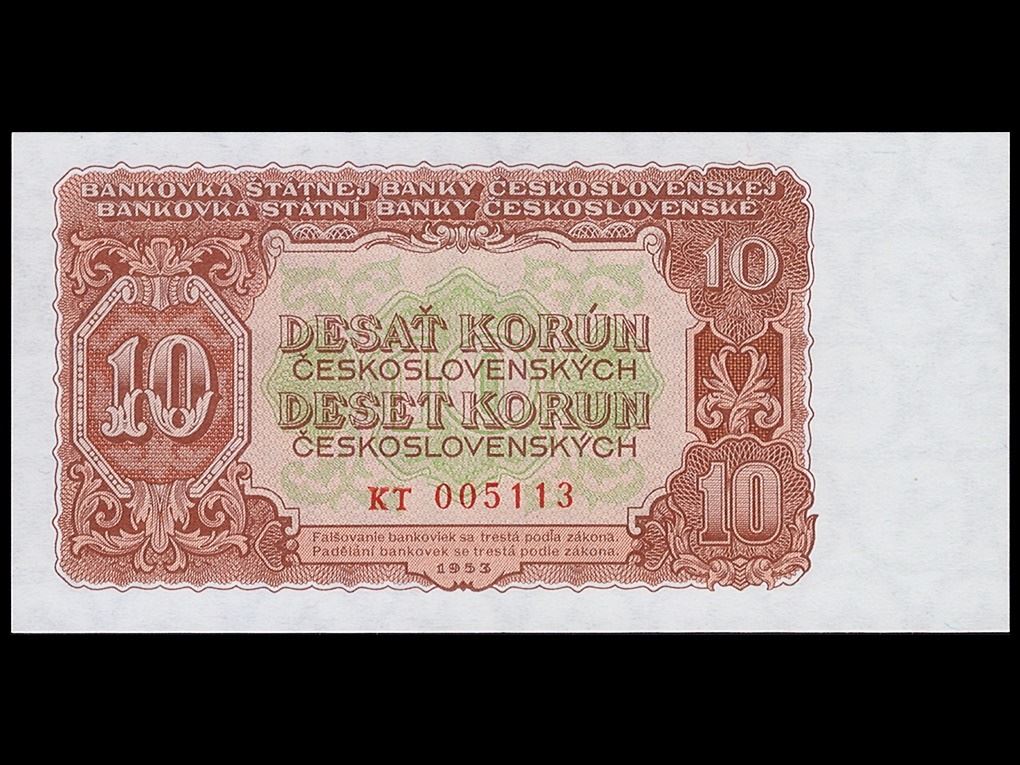 BANKOVKA ŠTÁTNEJ BANKY ČESKOSLOVENSKEJ
BANKOVKA STÁTNÍ BANKY ČESKOSLOVENSKÉ
10
10
DESAŤ KORÚN
ČESKOSLOVENSKÝCH
DESET KORUN
ČESKOSLOVENSKÝCH
10
KT 005113
Falšovanie bankoviek sa trestá podľa zákona.
Padělání bankovek se trestá podle zákona.
1953